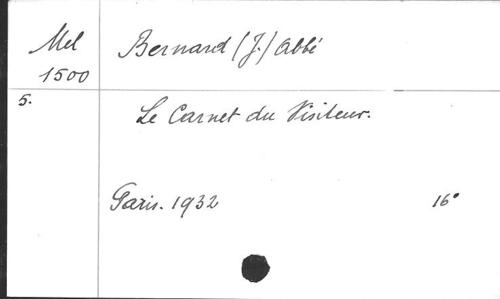 Mel
1500
Bernard (J.) Abbé
5.
Le Carnet du Visiteur.
Paris. 1932
16°